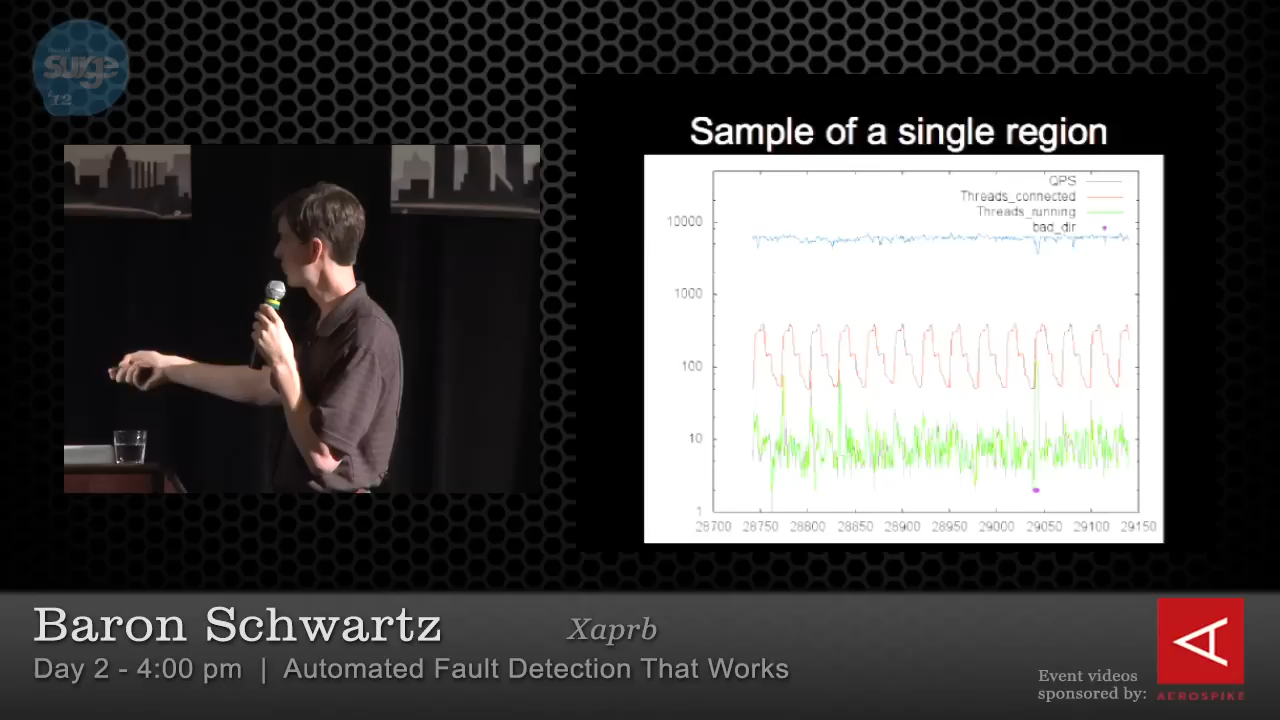 surge
'12
Sample of a single region
QPS
Threads_connected
Threads_running
bad_dir
10000
1000
100
10
1
28700 28750 28800 28850 28900 28950 29000 29050 29100 29150
Baron Schwartz
Xaprb
Day 2 - 4:00 pm | Automated Fault Detection That Works
Event videos
sponsored by:
AEROSPIKE